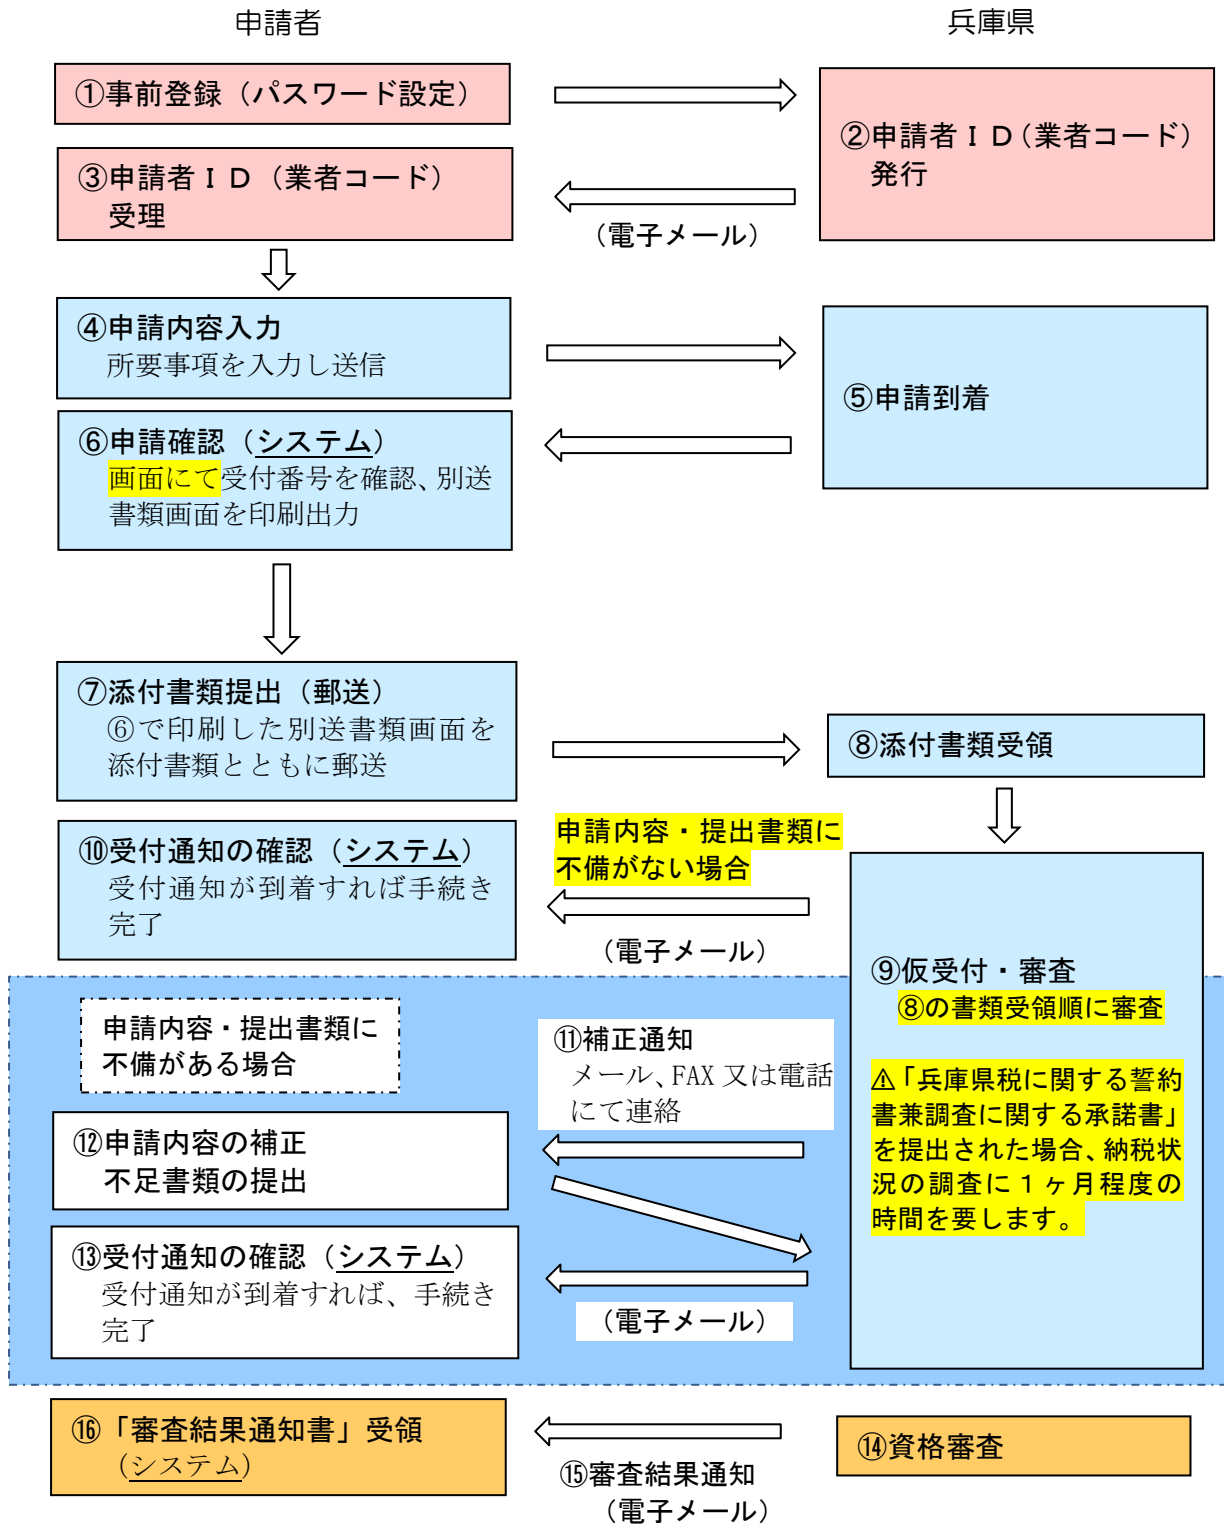 申請者
兵庫県
①事前登録（パスワード設定）
②申請者ＩＤ（業者コード）
発行
③申請者ＩＤ（業者コード）
受理
（電子メール）
④申請内容入力
所要事項を入力し送信
⑤申請到着
⑥申請確認（システム）
画面にて受付番号を確認、別送
書類画面を印刷出力
⑦添付書類提出（郵送）
⑥で印刷した別送書類画面を
添付書類とともに郵送
⑧添付書類受領
申請内容・提出書類に
不備がない場合
⑩受付通知の確認（システム）
受付通知が到着すれば手続き
完了
（電子メール）
⑨仮受付・審査
⑧の書類受領順に審査
⚠「兵庫県税に関する誓約
書兼調査に関する承諾書」
を提出された場合、納税状
況の調査に１ヶ月程度の
時間を要します。
申請内容・提出書類に
不備がある場合
⑪補正通知
メール、FAX 又は電話
にて連絡
⑫申請内容の補正
不足書類の提出
⑬受付通知の確認（システム）
受付通知が到着すれば、手続き
完了
（電子メール）
⑯「審査結果通知書」受領
（システム）
⑭資格審査
⑮審査結果通知
（電子メール）